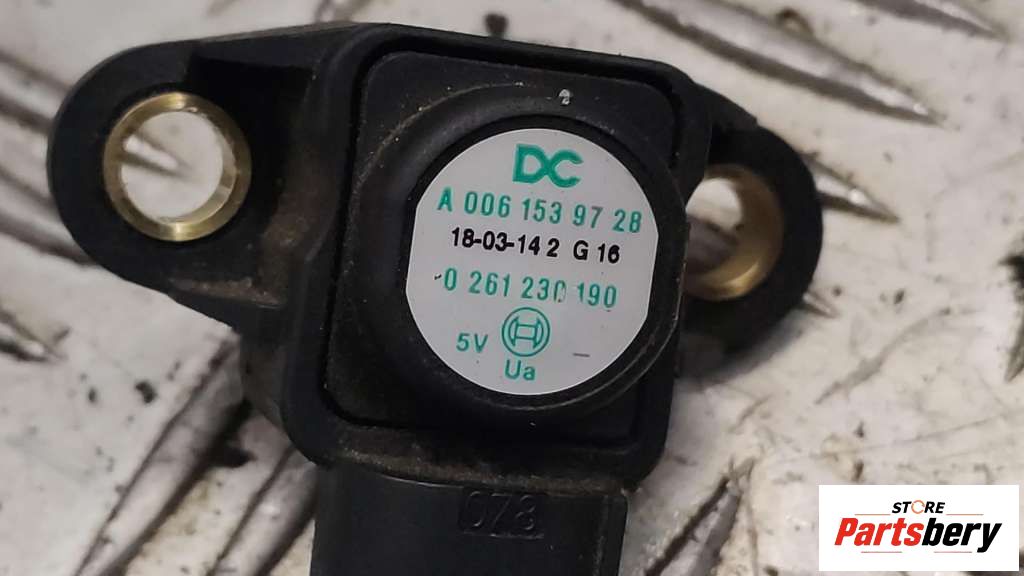 DC
A 006 153 97 28
18-03-14 2 G 16
0 261 230 190
5V
Ua
STORE
Partsbery